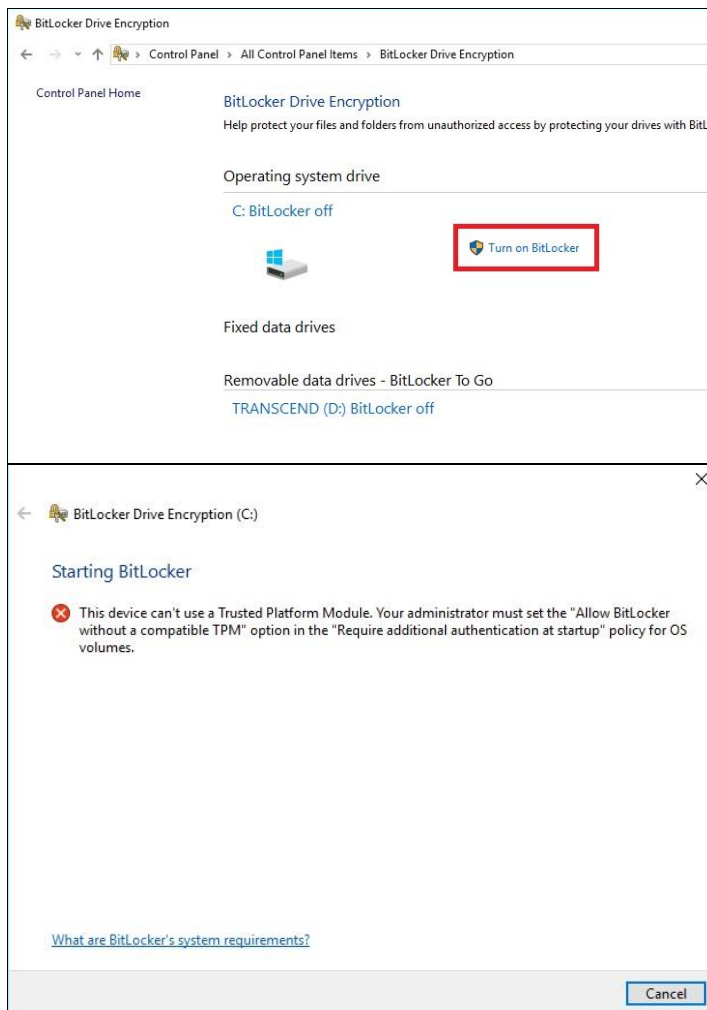 BitLocker Drive Encryption
Control Panel > All Control Panel Items > BitLocker Drive Encryption
Control Panel Home
BitLocker Drive Encryption
Help protect your files and folders from unauthorized access by protecting your drives with BitL
Operating system drive
C: BitLocker off
Turn on BitLocker
Fixed data drives
Removable data drives - BitLocker To Go
TRANSCEND (D:) BitLocker off
BitLocker Drive Encryption (C:)
Starting BitLocker
This device can't use a Trusted Platform Module. Your administrator must set the "Allow BitLocker
without a compatible TPM" option in the "Require additional authentication at startup" policy for OS
volumes.
What are BitLocker's system requirements?
Cancel